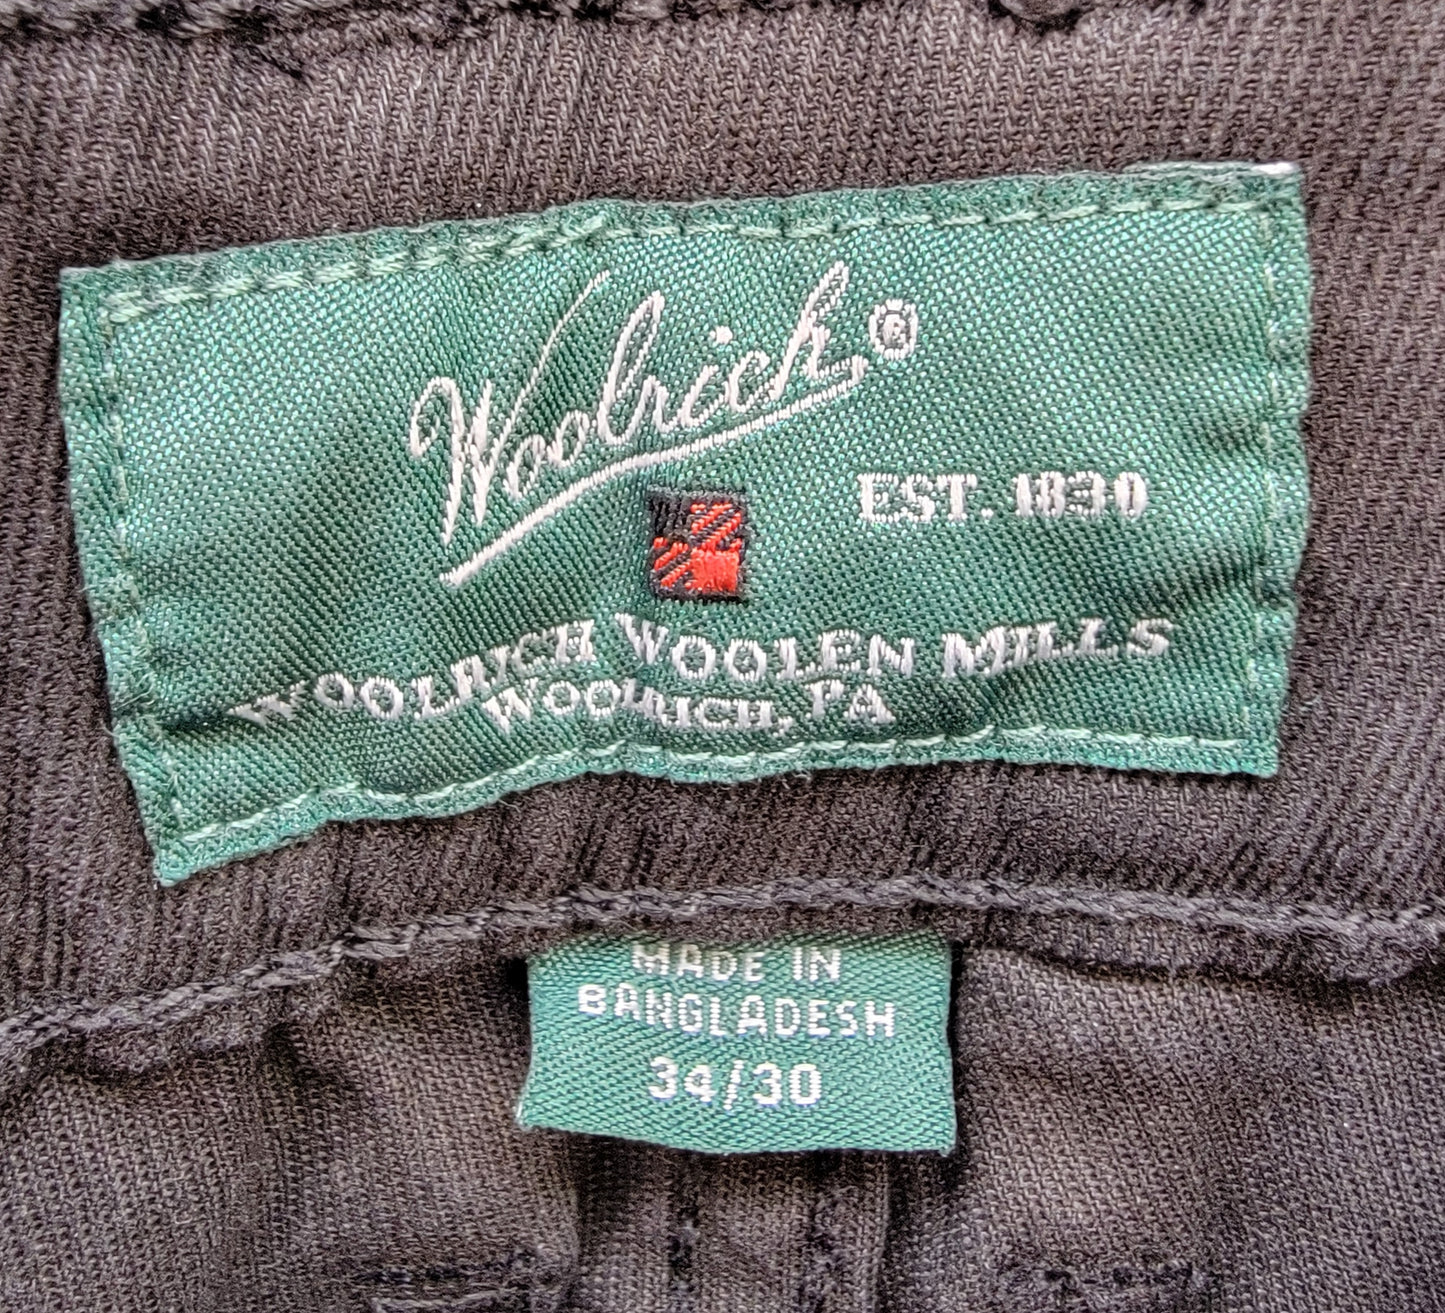 Woolrich®
EST. 1830
WOOLRICH WOOLEN MILLS
WOOLRICH, PA
MADE IN
BANGLADESH
34/30